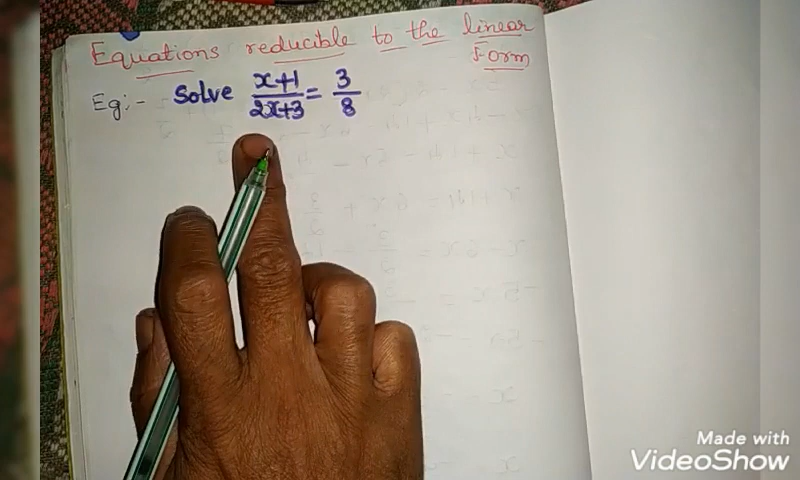 Equations reducible to the linear
Form
Eg:- Solve x+1/2x+3 = 3/8
Made with
VideoShow